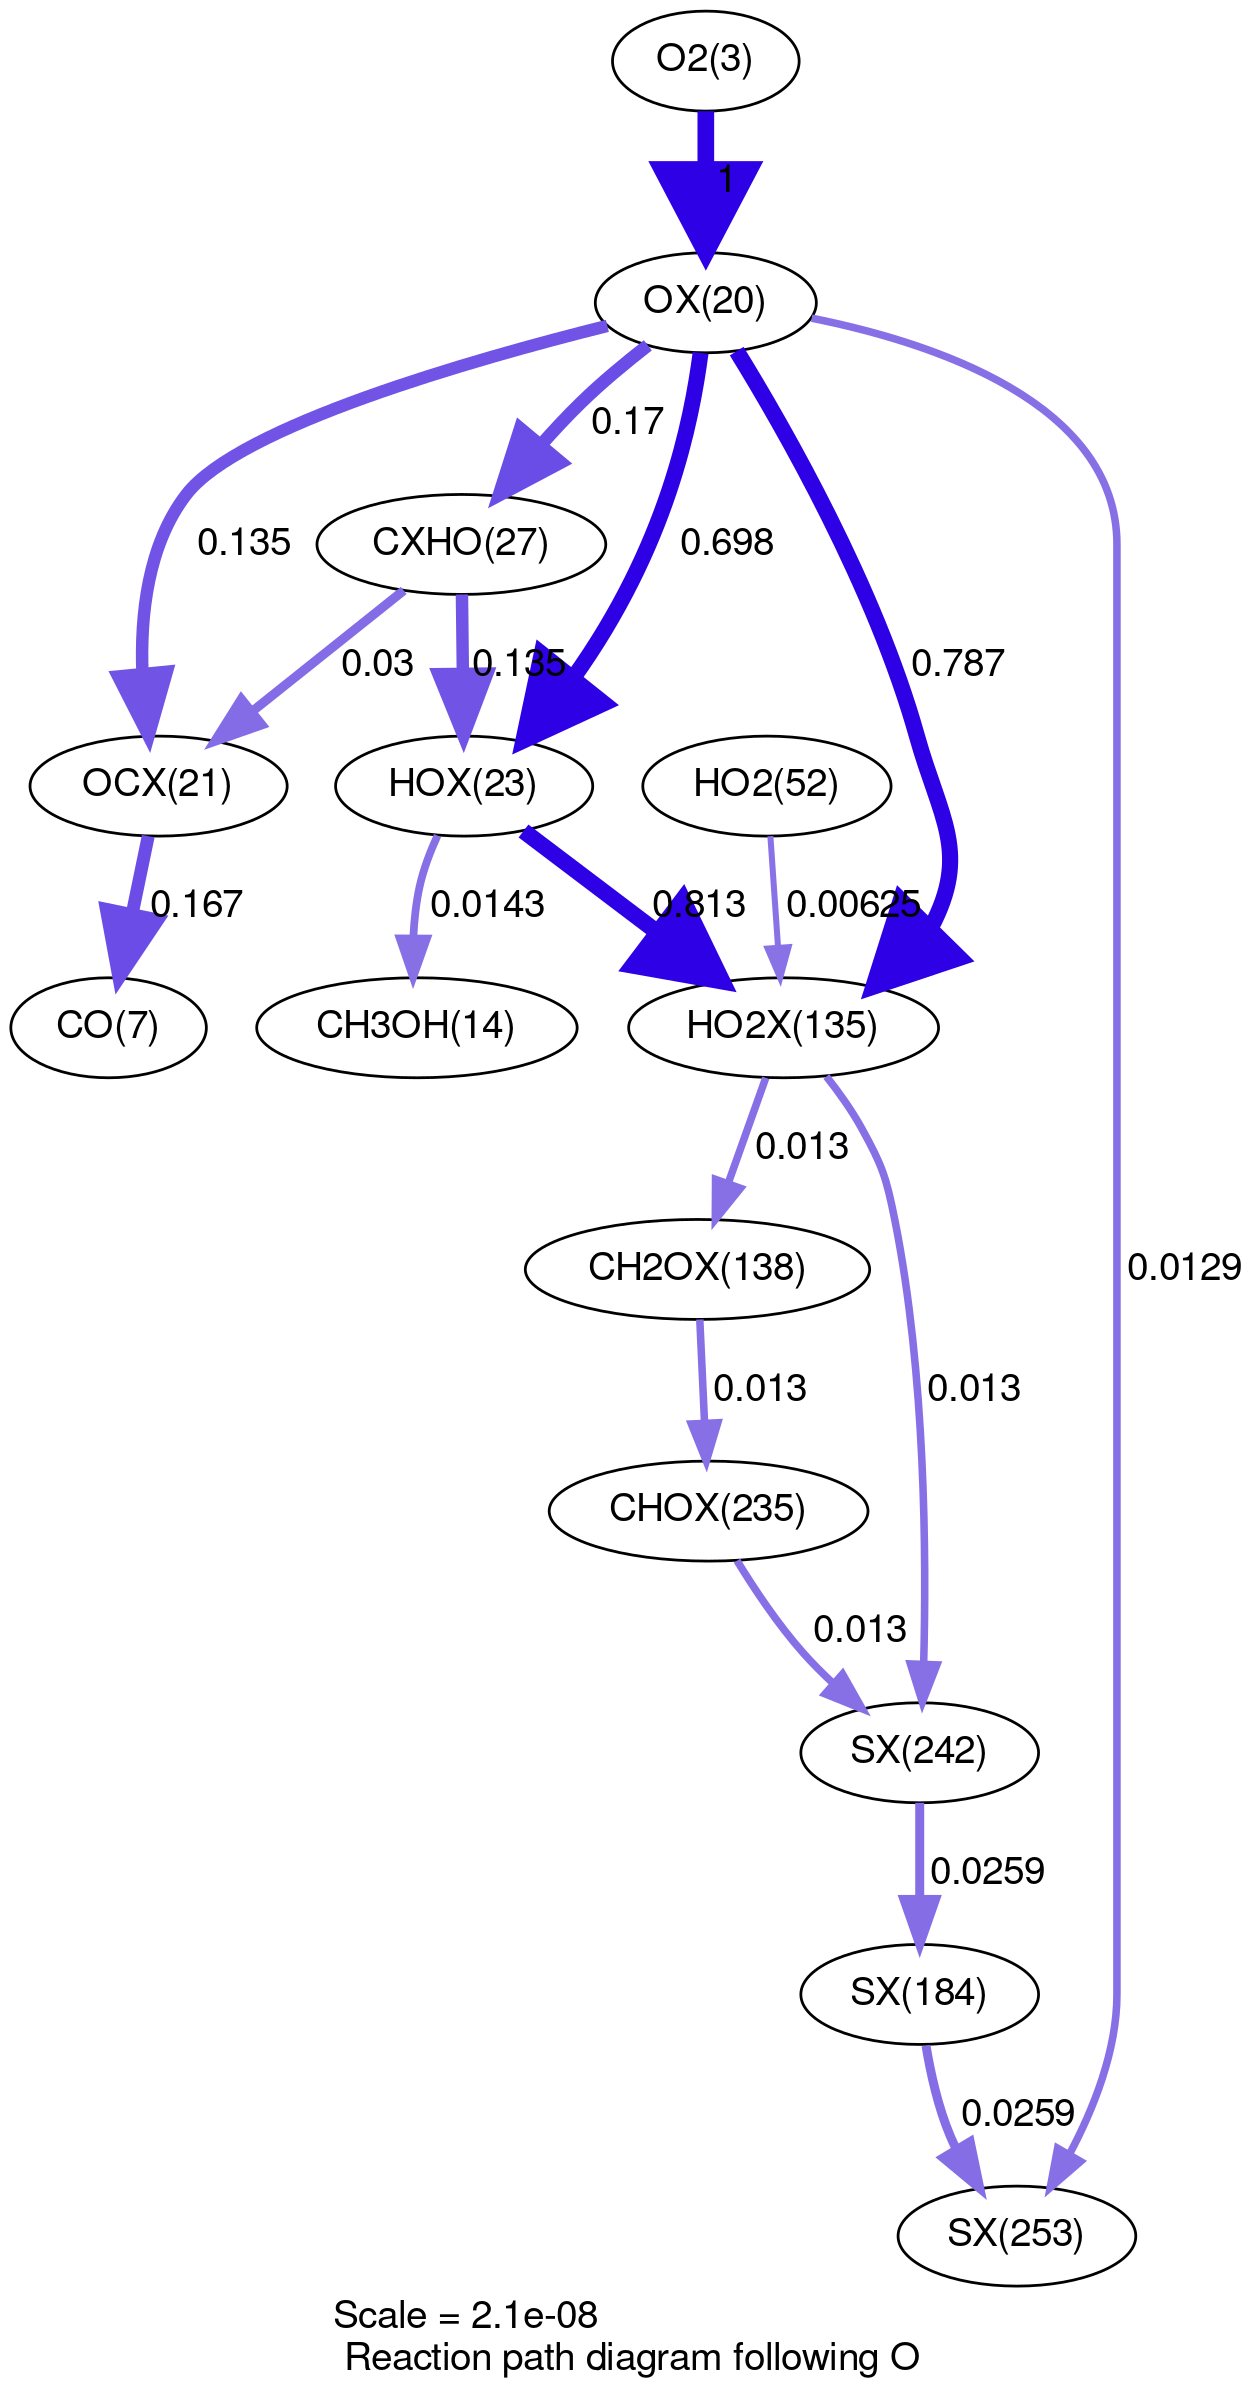 O2(3)
1
OX(20)
0.17
0.135
CXHO(27)
0.698
0.03
0.135
0.787
OCX(21)
HOX(23)
HO2(52)
0.167
0.0143
0.813
0.00625
CO(7)
CH3OH(14)
HO2X(135)
0.013
CH2OX(138)
0.0129
0.013
0.013
CHOX(235)
0.013
SX(242)
0.0259
SX(184)
0.0259
SX(253)
Scale = 2.1e-08
Reaction path diagram following O